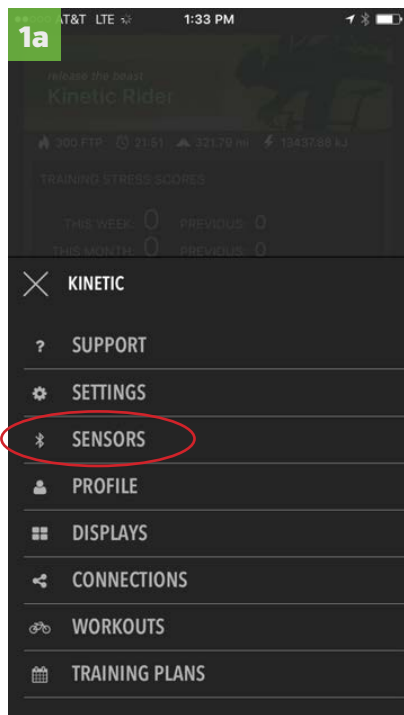 1a
AT&T LTE 1:33 PM
release the beast
Kinetic Rider
300 FTP 21:51 321.79 mi 13437.66 kJ
TRAINING STRESS SCORES
THIS WEEK: 0 PREVIOUS: 0
THIS MONTH: 0 PREVIOUS: 0
KINETIC
? SUPPORT
SETTINGS
SENSORS
PROFILE
DISPLAYS
CONNECTIONS
WORKOUTS
TRAINING PLANS